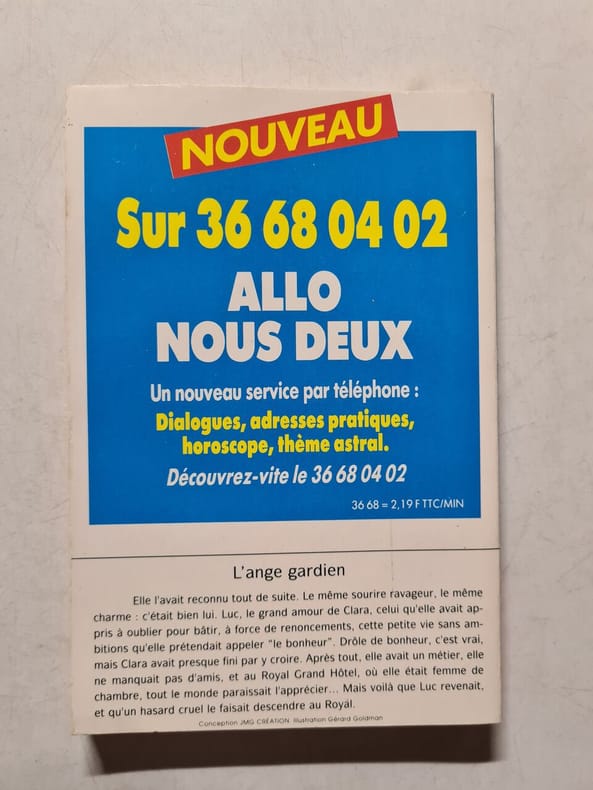 NOUVEAU
Sur 36 68 04 02
ALLO
NOUS DEUX
Un nouveau service par téléphone :
Dialogues, adresses pratiques,
horoscope, thème astral.
Découvrez-vite le 36 68 04 02
36 68 = 2,19 F TTC/MIN
L'ange gardien
Elle l'avait reconnu tout de suite. Le même sourire ravageur, le même
charme : c'était bien lui. Luc, le grand amour de Clara, celui qu'elle avait ap-
pris à oublier pour bâtir, à force de renoncements, cette petite vie sans am-
bitions qu'elle prétendait appeler "le bonheur". Drôle de bonheur, c'est vrai,
mais Clara avait presque fini par y croire. Après tout, elle avait un métier, elle
ne manquait pas d'amis, et au Royal Grand Hôtel, où elle était femme de
chambre, tout le monde paraissait l'apprécier... Mais voilà que Luc revenait,
et qu'un hasard cruel le faisait descendre au Royal.
Conception JMG CRÉATION. Illustration Gérard Goldman